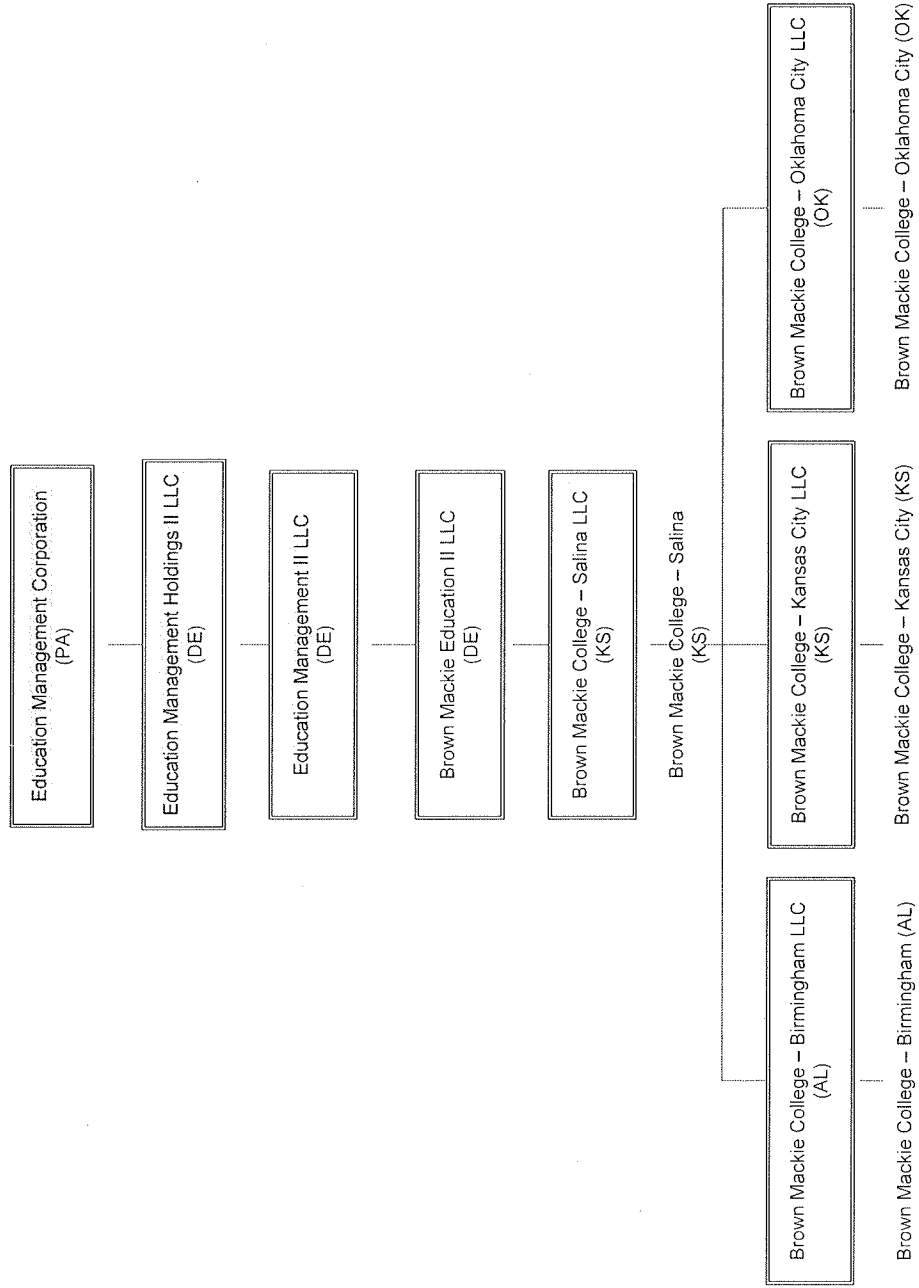 Education Management Corporation
(PA)
Education Management Holdings II LLC
(DE)
Education Management II LLC
(DE)
Brown Mackie Education II LLC
(DE)
Brown Mackie College – Salina LLC
(KS)
Brown Mackie College – Salina
(KS)
Brown Mackie College – Birmingham LLC
(AL)
Brown Mackie College – Birmingham (AL)
Brown Mackie College – Kansas City LLC
(KS)
Brown Mackie College – Kansas City (KS)
Brown Mackie College – Oklahoma City LLC
(OK)
Brown Mackie College – Oklahoma City (OK)